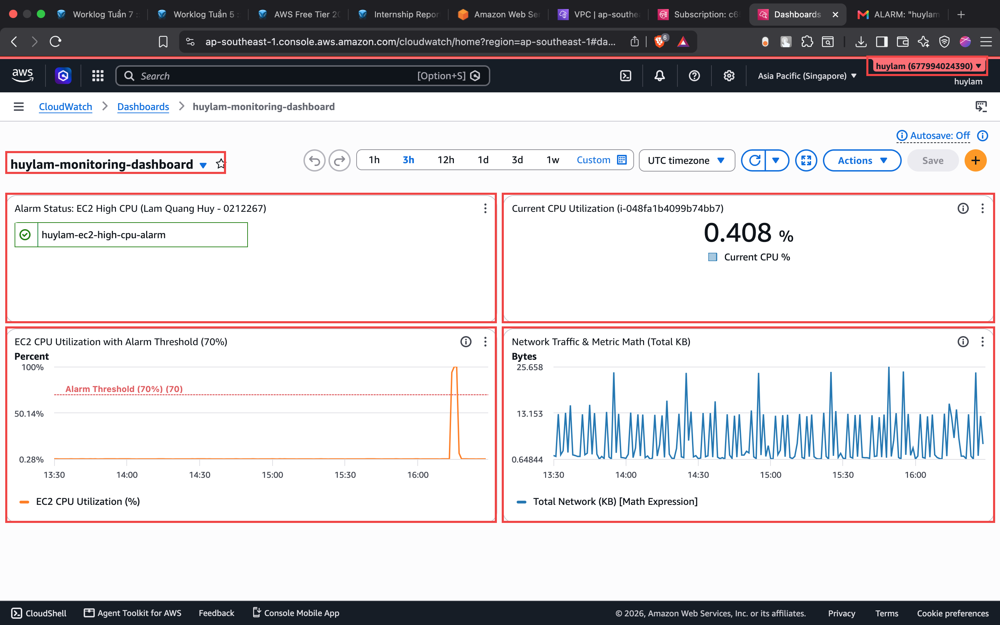 Worklog Tuần 7 :
Worklog Tuần 5 :
AWS Free Tier 20
Internship Repor
Amazon Web Ser
VPC | ap-southea
Subscription: c6
Dashboards
ALARM: "huylam
ap-southeast-1.console.aws.amazon.com/cloudwatch/home?region=ap-southeast-1#da...
6
aws
Search
[Option+S]
Asia Pacific (Singapore)
huylam (677994024390)
huylam
CloudWatch
Dashboards
huylam-monitoring-dashboard
Autosave: Off
huylam-monitoring-dashboard
1h
3h
12h
1d
3d
1w
Custom
UTC timezone
Actions
Save
Alarm Status: EC2 High CPU (Lam Quang Huy - 0212267)
huylam-ec2-high-cpu-alarm
Current CPU Utilization (i-048fa1b4099b74bb7)
0.408 %
Current CPU %
EC2 CPU Utilization with Alarm Threshold (70%)
Percent
100%
Alarm Threshold (70%) (70)
50.14%
0.28%
13:30
14:00
14:30
15:00
15:30
16:00
EC2 CPU Utilization (%)
Network Traffic & Metric Math (Total KB)
Bytes
25.658
13.153
0.64844
13:30
14:00
14:30
15:00
15:30
16:00
Total Network (KB) [Math Expression]
CloudShell
Agent Toolkit for AWS
Feedback
Console Mobile App
© 2026, Amazon Web Services, Inc. or its affiliates.
Privacy
Terms
Cookie preferences